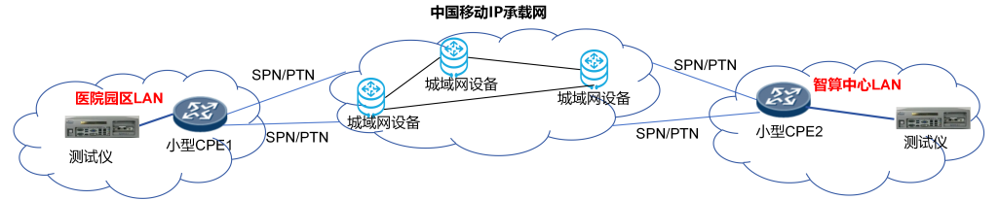 中国移动IP承载网
SPN/PTN
城域网设备
城域网设备
SPN/PTN
医院园区LAN
智算中心LAN
城域网设备
SPN/PTN
SPN/PTN
测试仪
小型CPE1
小型CPE2
测试仪